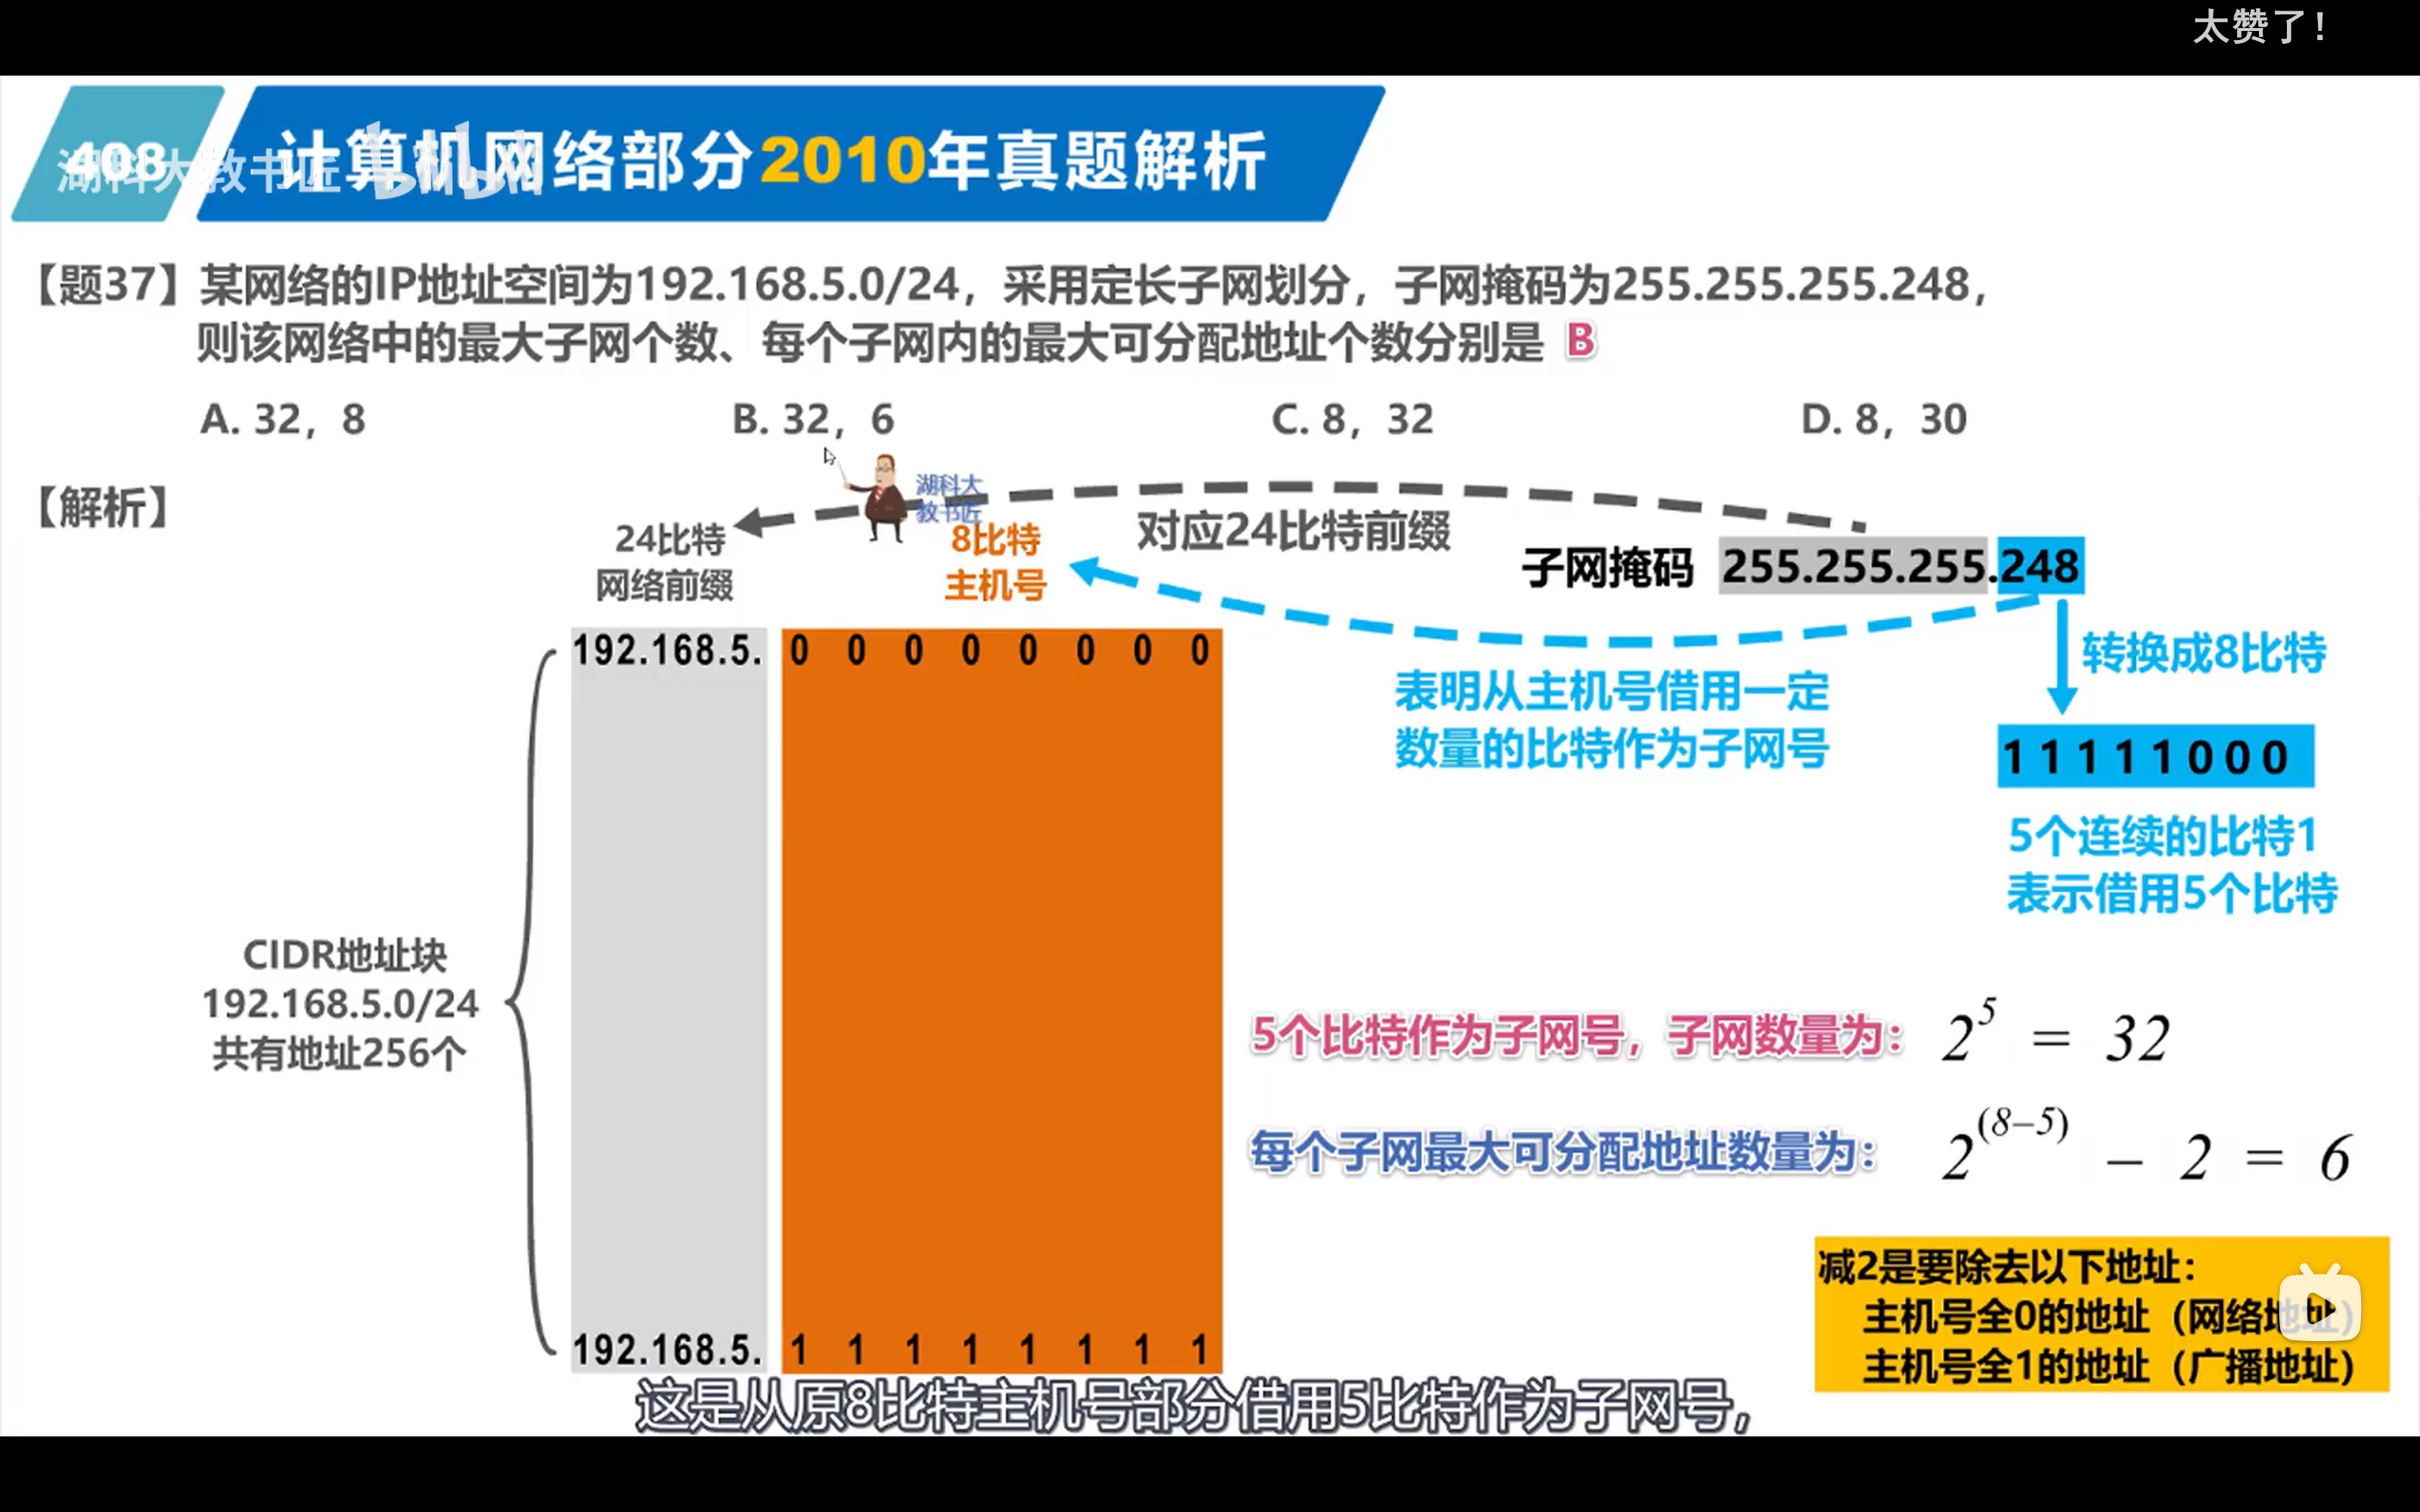 太赞了！
408
计算机网络部分2010年真题解析
湖科大教书匠 bilibili
【题37】某网络的IP地址空间为192.168.5.0/24，采用定长子网划分，子网掩码为255.255.255.248，
则该网络中的最大子网个数、每个子网内的最大可分配地址个数分别是 B
A. 32，8
B. 32，6
C. 8，32
D. 8，30
【解析】
湖科大
教书匠
24比特
网络前缀
8比特
主机号
对应24比特前缀
子网掩码 255.255.255.248
192.168.5. 0 0 0 0 0 0 0 0
转换成8比特
表明从主机号借用一定
数量的比特作为子网号
1 1 1 1 1 0 0 0
5个连续的比特1
表示借用5个比特
CIDR地址块
192.168.5.0/24
共有地址256个
5个比特作为子网号，子网数量为： 2^5 = 32
每个子网最大可分配地址数量为： 2^(8–5) – 2 = 6
减2是要除去以下地址：
主机号全0的地址（网络地址）
主机号全1的地址（广播地址）
192.168.5. 1 1 1 1 1 1 1 1
这是从原8比特主机号部分借用5比特作为子网号，